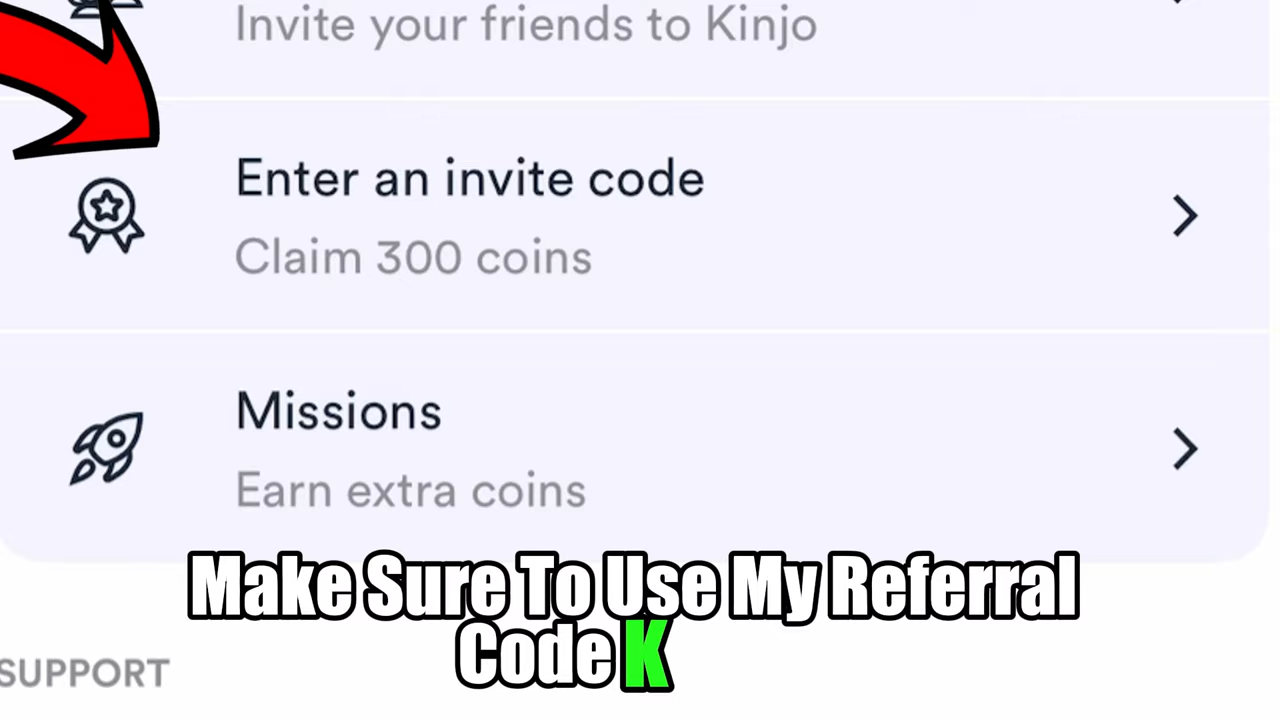 Invite your friends to Kinjo
Enter an invite code
Claim 300 coins
Missions
Earn extra coins
Make Sure To Use My Referral
Code K
SUPPORT